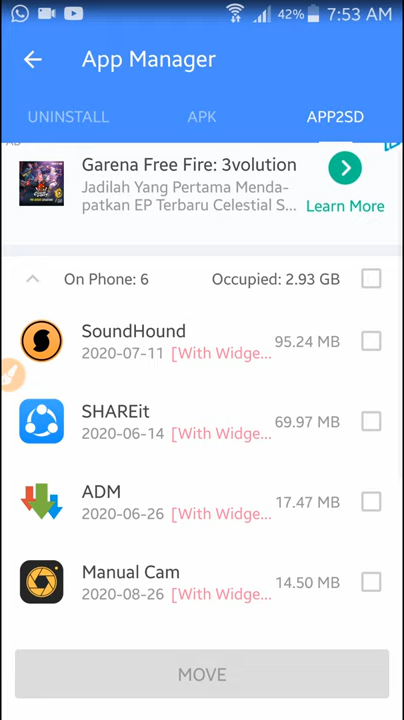 42% 7:53 AM
App Manager
UNINSTALL APK APP2SD
Garena Free Fire: 3volution
Jadilah Yang Pertama Menda-
patkan EP Terbaru Celestial S...
Learn More
On Phone: 6 Occupied: 2.93 GB
SoundHound
2020-07-11 [With Widge... 95.24 MB
SHAREit
2020-06-14 [With Widge... 69.97 MB
ADM
2020-06-26 [With Widge... 17.47 MB
Manual Cam
2020-08-26 [With Widge... 14.50 MB
MOVE